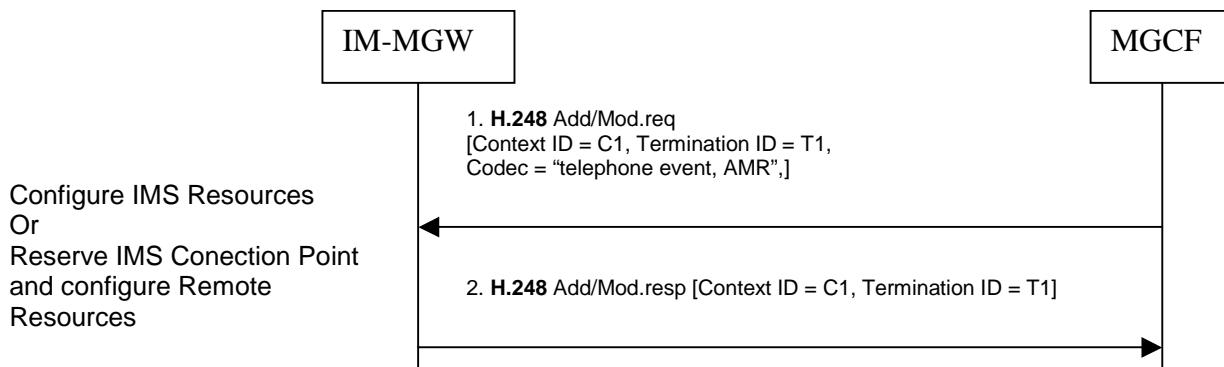 IM-MGW
MGCF
1. H.248 Add/Mod.req
[Context ID = C1, Termination ID = T1,
Codec = “telephone event, AMR”,]
Configure IMS Resources
Or
Reserve IMS Conection Point
and configure Remote
Resources
2. H.248 Add/Mod.resp [Context ID = C1, Termination ID = T1]